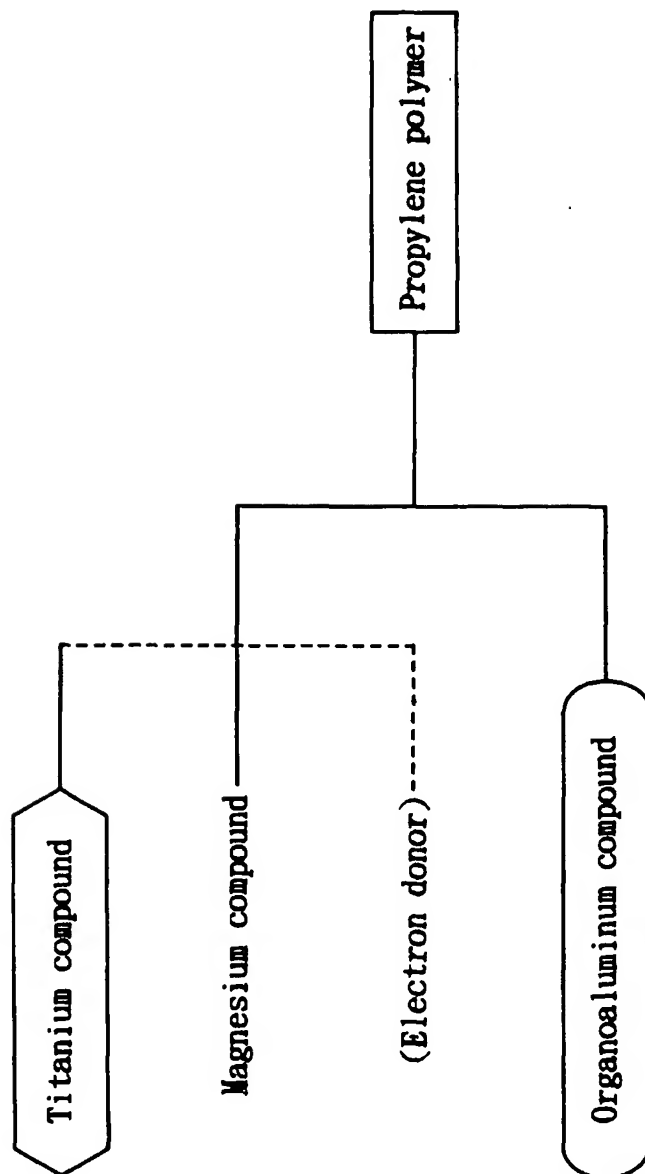 Titanium compound
Magnesium compound
(Electron donor)
Organoaluminum compound
Propylene polymer